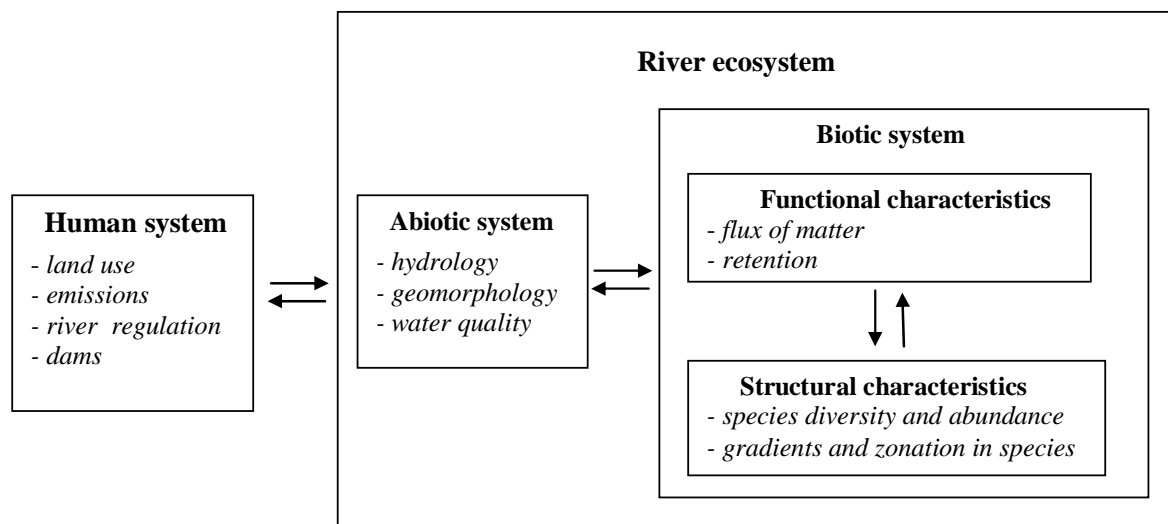 River ecosystem
Biotic system
Functional characteristics
- flux of matter
- retention
Human system
- land use
- emissions
- river regulation
- dams
Abiotic system
- hydrology
- geomorphology
- water quality
Structural characteristics
- species diversity and abundance
- gradients and zonation in species